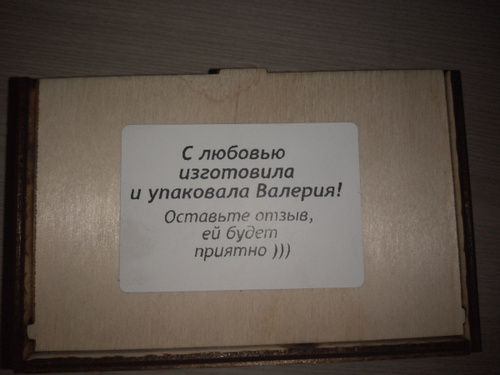 С любовью
изготовила
и упаковала Валерия!
Оставьте отзыв,
ей будет
приятно )))